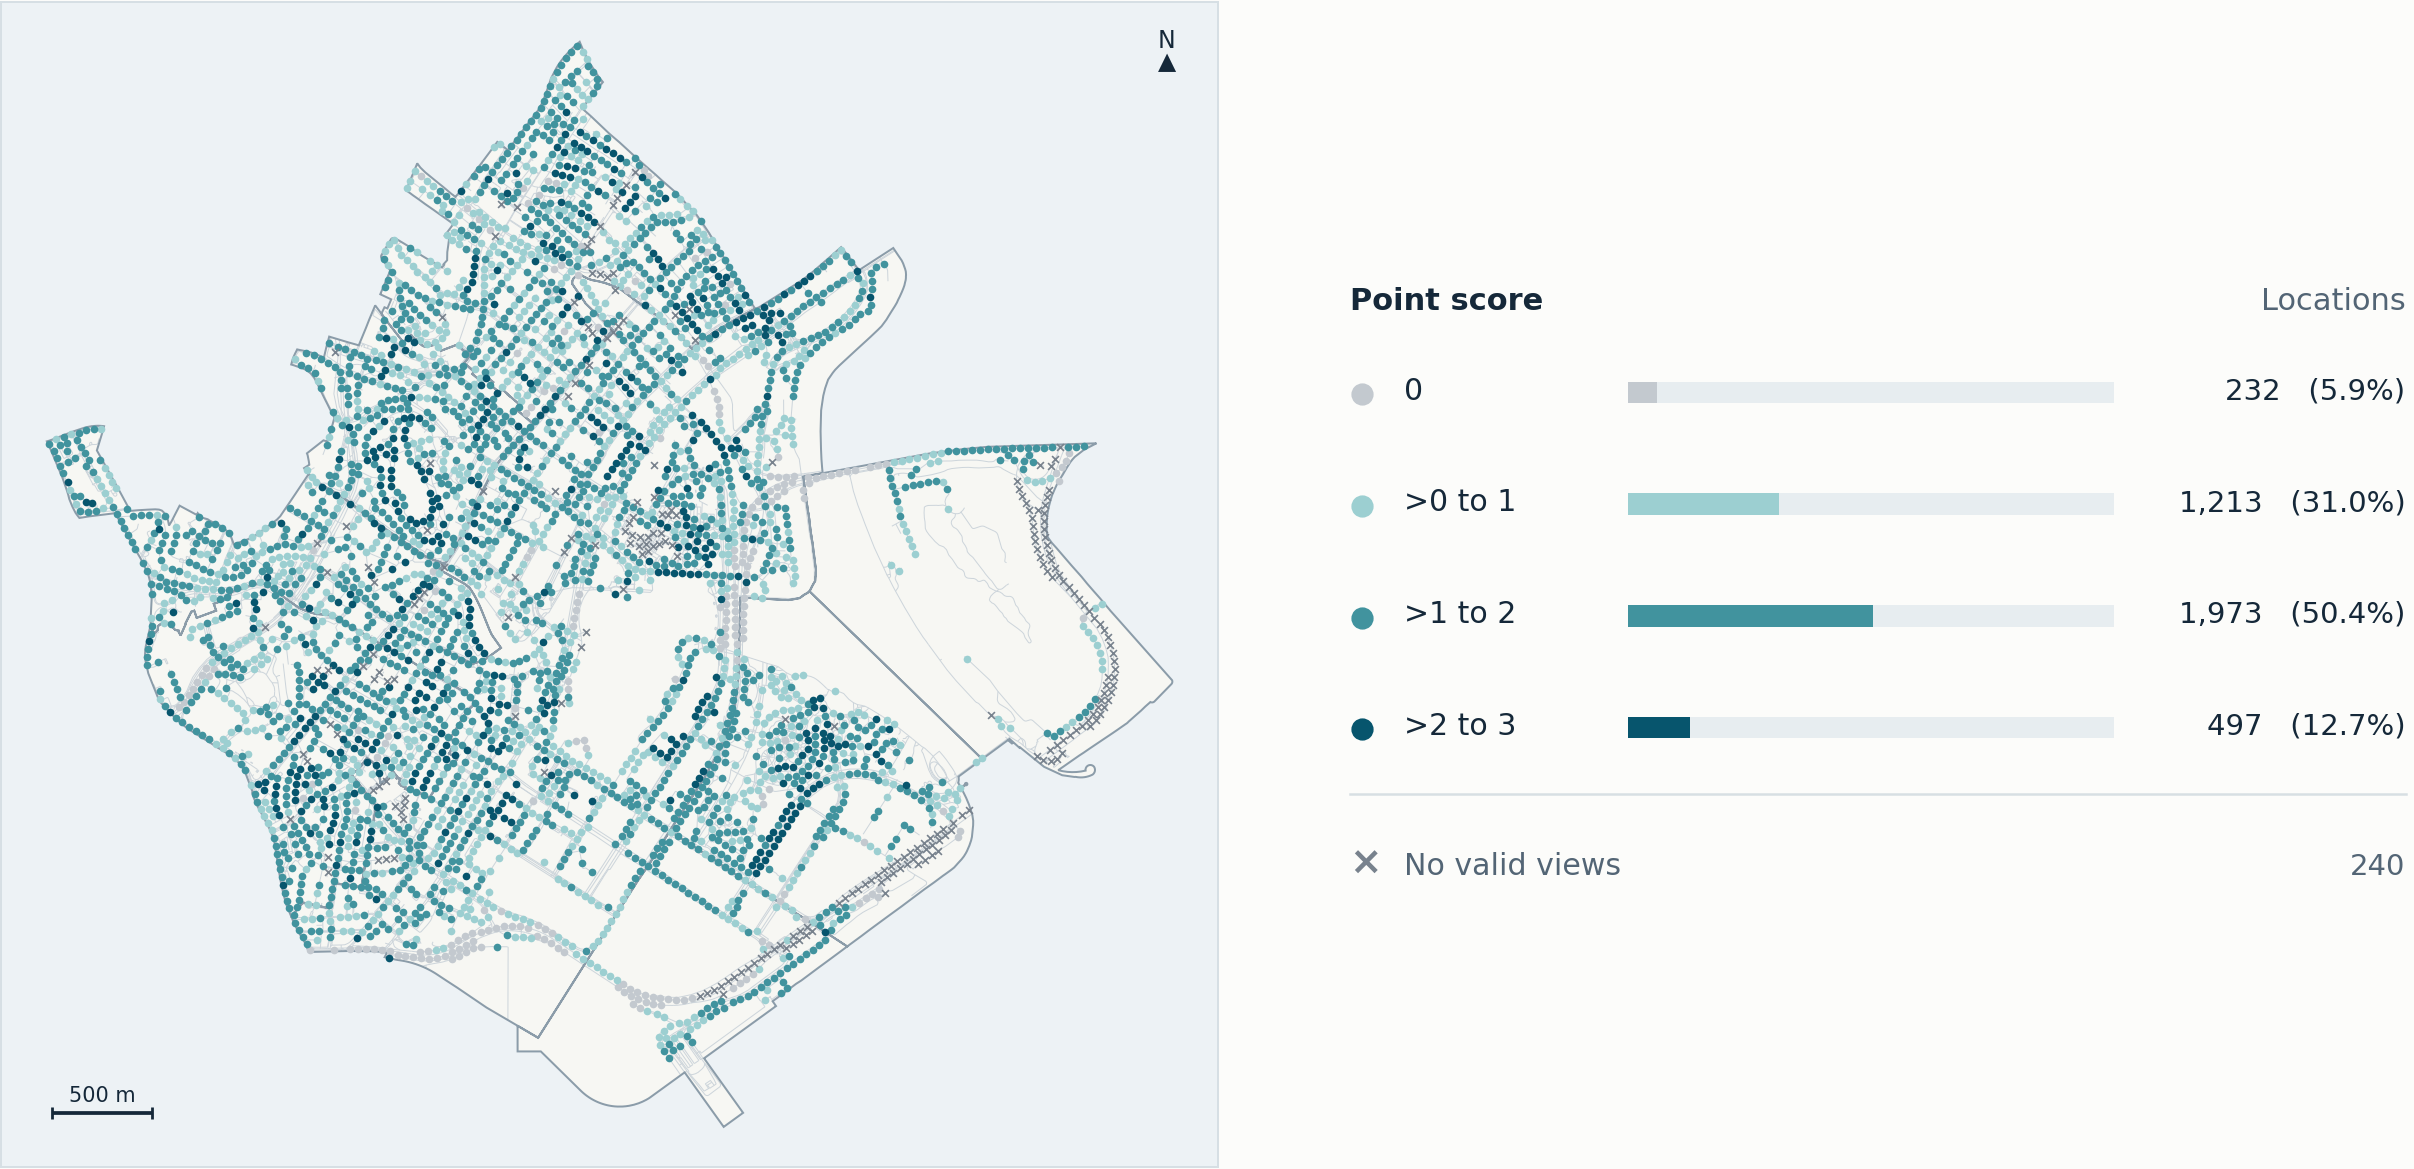 N
500 m
Point score Locations
0 232 (5.9%)
>0 to 1 1,213 (31.0%)
>1 to 2 1,973 (50.4%)
>2 to 3 497 (12.7%)
No valid views 240